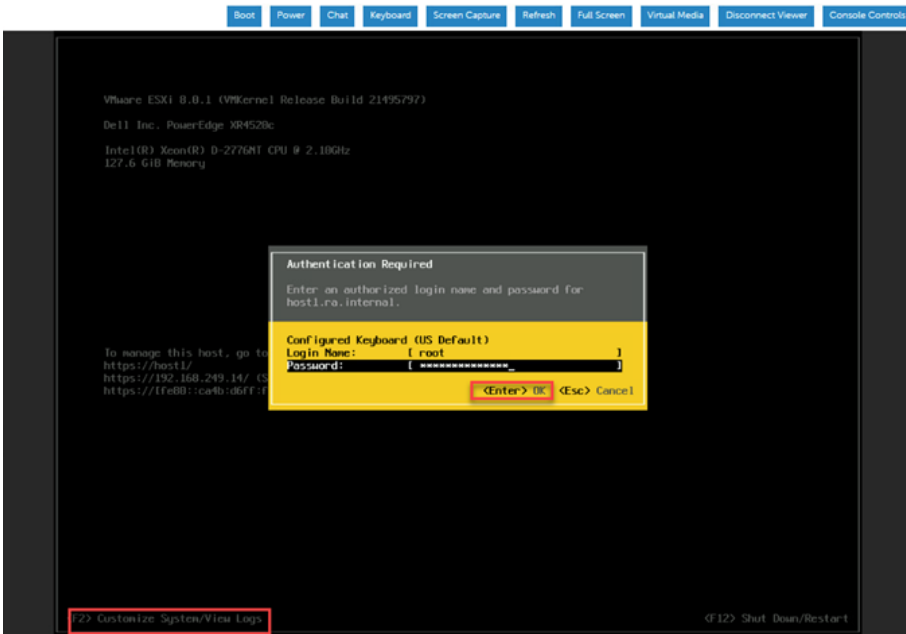 Boot Power Chat Keyboard Screen Capture Refresh Full Screen Virtual Media Disconnect Viewer Console Controls
VMware ESXi 8.0.1 (VMKernel Release Build 21495797)
Dell Inc. PowerEdge XR4520c
Intel(R) Xeon(R) D-2776NT CPU @ 2.10GHz
127.6 GiB Memory
Authentication Required
Enter an authorized login name and password for
host1.ra.internal.
Configured Keyboard (US Default)
Login Name: [ root ]
Password: [ **************_ ]
<Enter> OK <Esc> Cancel
To manage this host, go to
https://host1/
https://192.168.249.14/ (S
https://[fe80::ca4b:d6ff:f
<F2> Customize System/View Logs
<F12> Shut Down/Restart